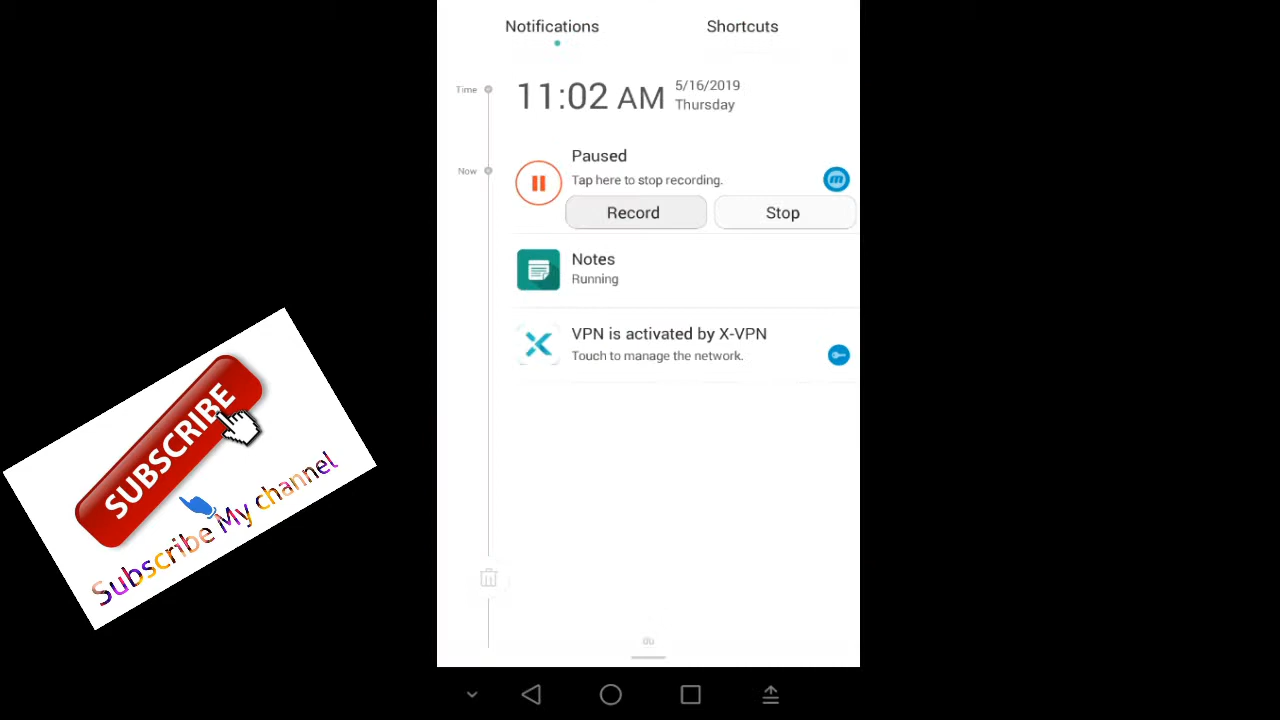 Notifications
Shortcuts
Time
11:02 AM
5/16/2019
Thursday
Now
Paused
Tap here to stop recording.
Record
Stop
Notes
Running
VPN is activated by X-VPN
Touch to manage the network.
SUBSCRIBE
Subscribe My channel
du